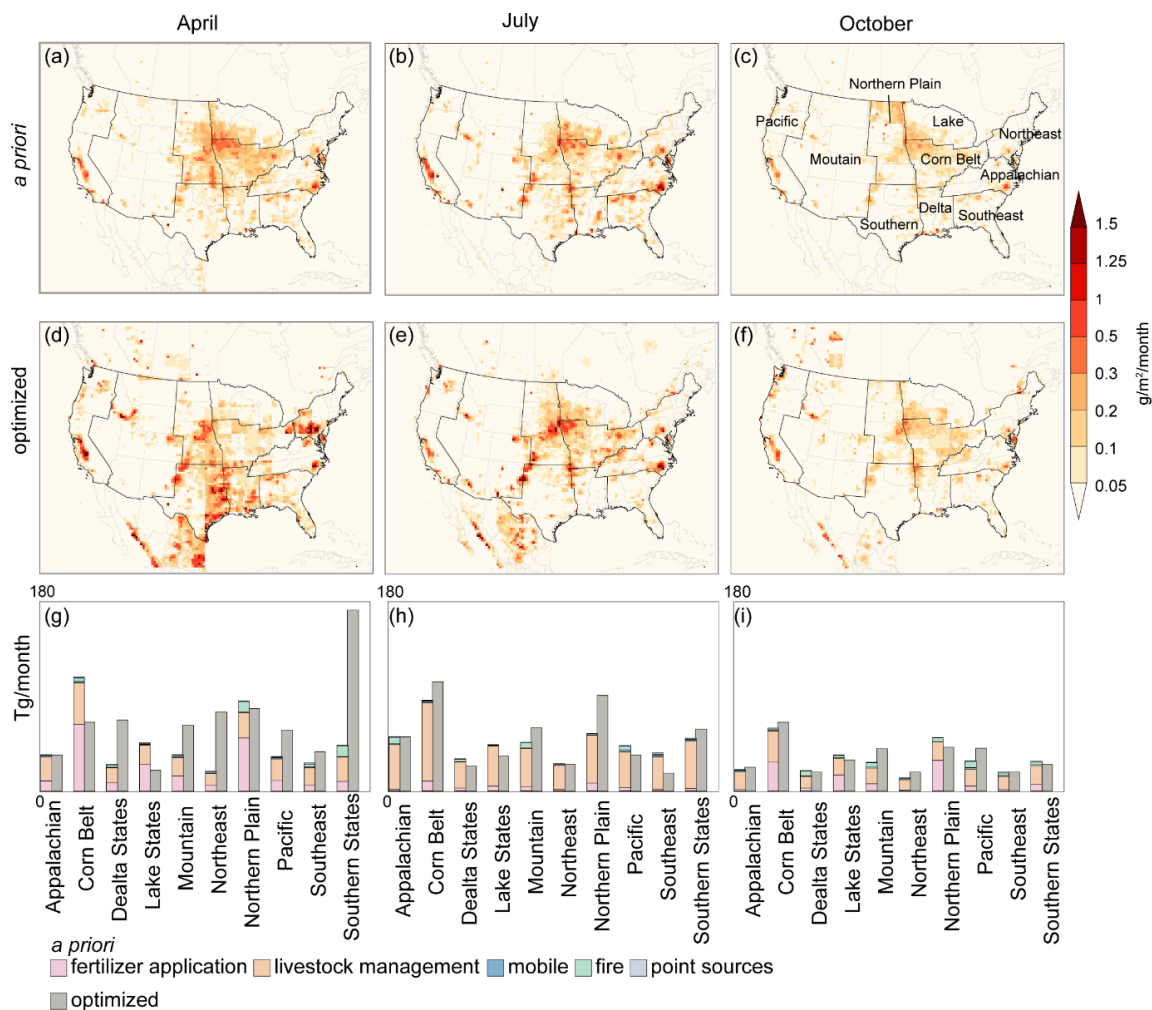 April
July
October
a priori
(a)
(b)
(c)
Northern Plain
Pacific
Lake
Northeast
Moutain
Corn Belt
Appalachian
Delta
Southeast
Southern
1.5
1.25
1
0.5
0.3
0.2
0.1
0.05
g/m²/month
optimized
(d)
(e)
(f)
180
180
180
Tg/month
(g)
(h)
(i)
0
0
0
Appalachian
Corn Belt
Dealta States
Lake States
Mountain
Northeast
Northern Plain
Pacific
Southeast
Southern States
Appalachian
Corn Belt
Delta States
Lake States
Mountain
Northeast
Northern Plain
Pacific
Southeast
Southern States
Appalachian
Corn Belt
Delta States
Lake States
Mountain
Northeast
Northern Plain
Pacific
Southeast
Southern States
a priori
fertilizer application livestock management mobile fire point sources
optimized